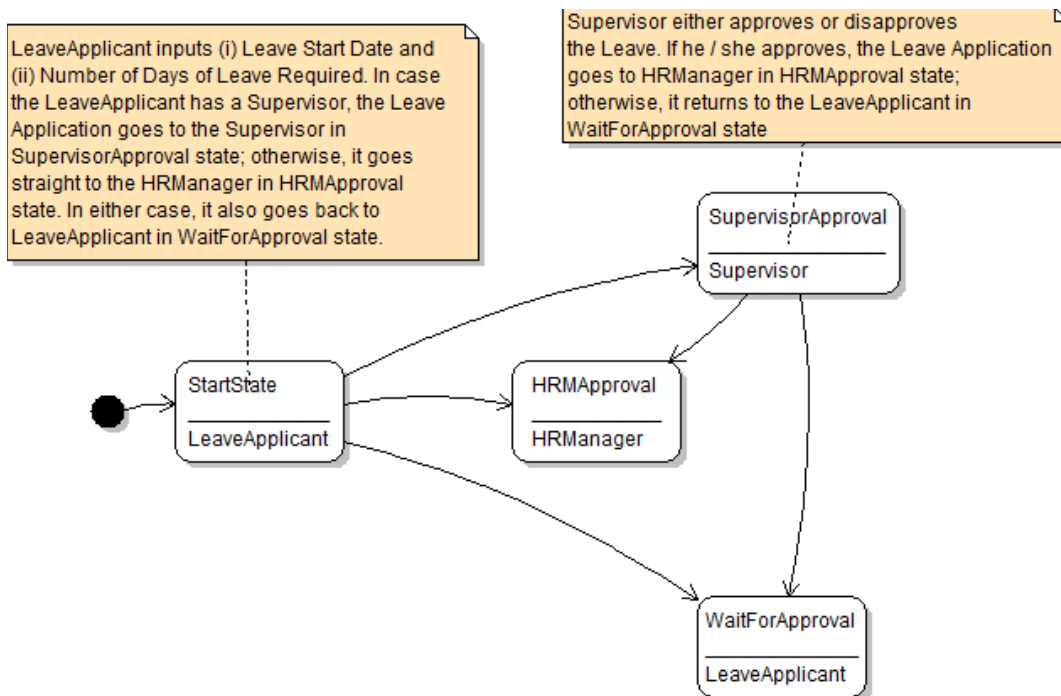 LeaveApplicant inputs (i) Leave Start Date and
(ii) Number of Days of Leave Required. In case
the LeaveApplicant has a Supervisor, the Leave
Application goes to the Supervisor in
SupervisorApproval state; otherwise, it goes
straight to the HRManager in HRMApproval
state. In either case, it also goes back to
LeaveApplicant in WaitForApproval state.
Supervisor either approves or disapproves
the Leave. If he / she approves, the Leave Application
goes to HRManager in HRMApproval state;
otherwise, it returns to the LeaveApplicant in
WaitForApproval state
SupervisorApproval
Supervisor
StartState
LeaveApplicant
HRMApproval
HRManager
WaitForApproval
LeaveApplicant